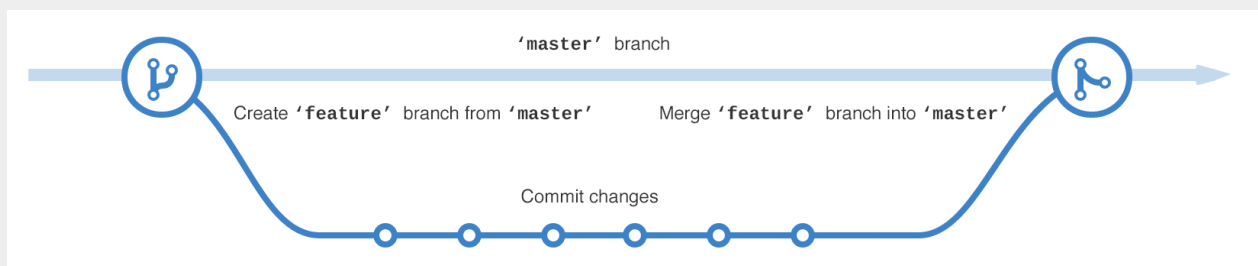 ‘master’ branch
Create ‘feature’ branch from ‘master’
Merge ‘feature’ branch into ‘master’
Commit changes